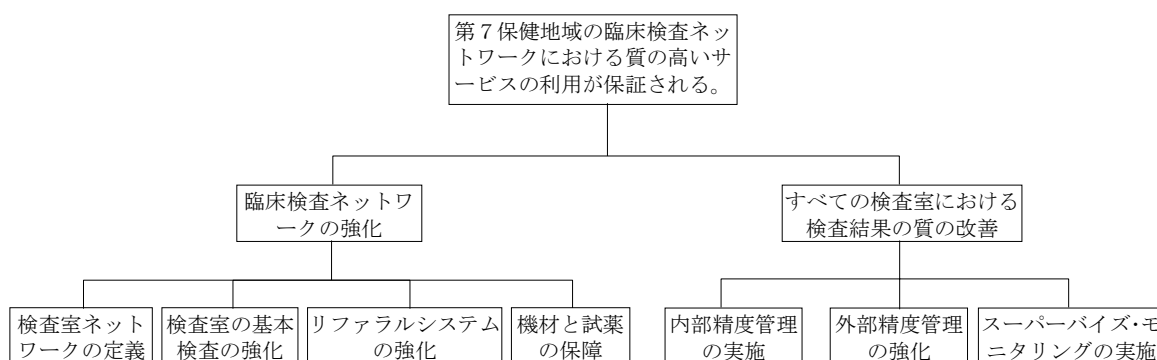 第７保健地域の臨床検査ネッ
トワークにおける質の高いサ
ービスの利用が保証される。
臨床検査ネットワ
ークの強化
すべての検査室における
検査結果の質の改善
検査室ネット
ワークの定義
検査室の基本
検査の強化
リファラルシステム
の強化
機材と試薬
の保障
内部精度管理
の実施
外部精度管理
の強化
スーパーバイズ・モ
ニタリングの実施